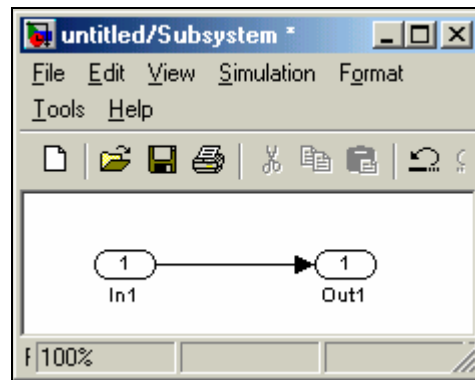 untitled/Subsystem *
File Edit View Simulation Format
Tools Help
1 1
In1 Out1
100%